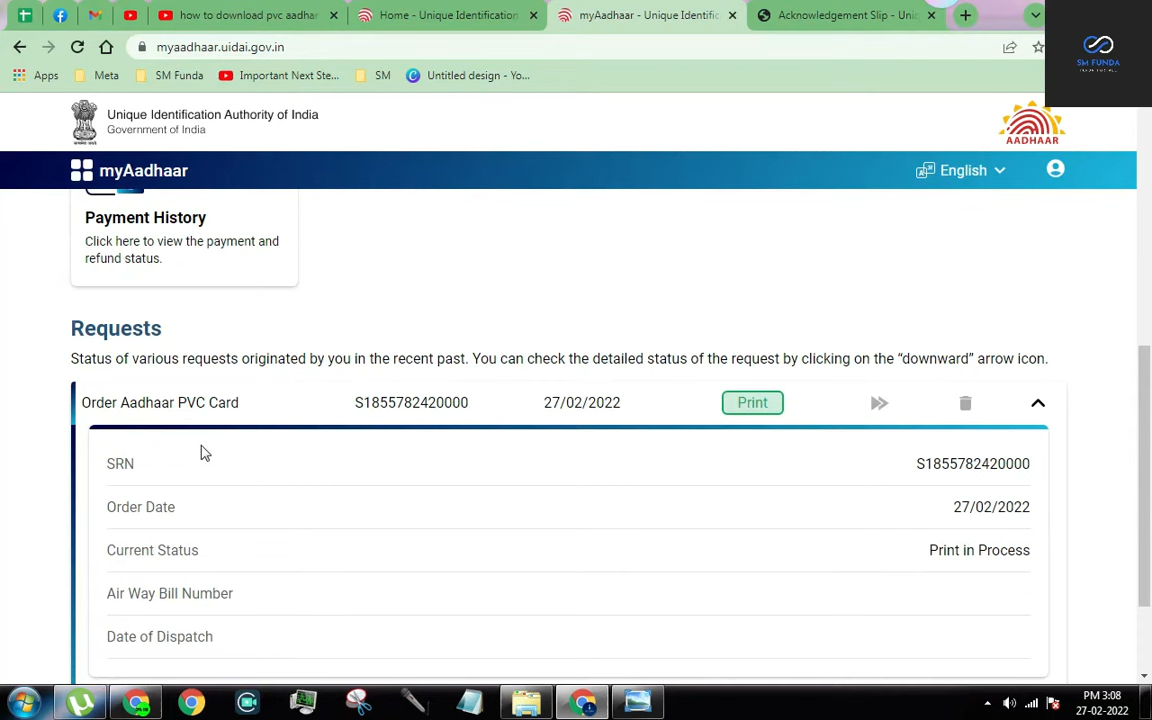 how to download pvc aadhar
Home - Unique Identification
myAadhaar - Unique Identific
Acknowledgement Slip - Uni
myaadhaar.uidai.gov.in
Apps
Meta
SM Funda
Important Next Ste...
SM
Untitled design - Yo...
SM FUNDA
Unique Identification Authority of India
Government of India
AADHAAR
myAadhaar
English
Payment History
Click here to view the payment and
refund status.
Requests
Status of various requests originated by you in the recent past. You can check the detailed status of the request by clicking on the “downward” arrow icon.
Order Aadhaar PVC Card S1855782420000 27/02/2022 Print
SRN S1855782420000
Order Date 27/02/2022
Current Status Print in Process
Air Way Bill Number
Date of Dispatch
PM 3:08
27-02-2022